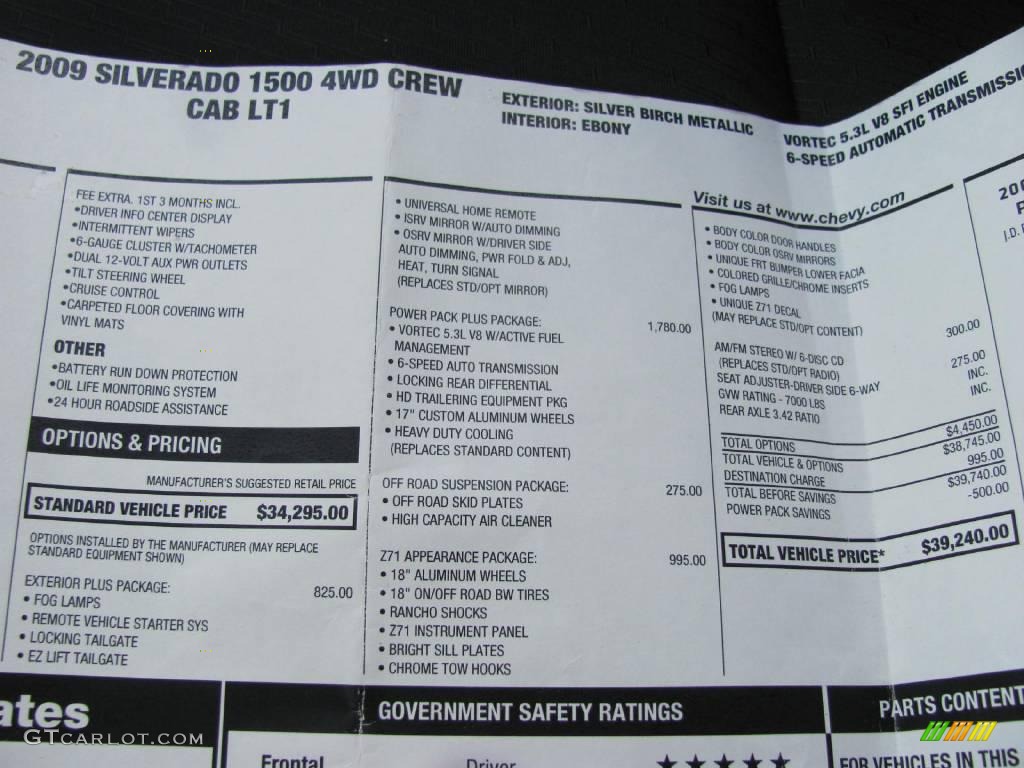 2009 SILVERADO 1500 4WD CREW
CAB LT1
EXTERIOR: SILVER BIRCH METALLIC
INTERIOR: EBONY
VORTEC 5.3L V8 SFI ENGINE
6-SPEED AUTOMATIC TRANSMISSIO
FEE EXTRA. 1ST 3 MONTHS INCL.
•DRIVER INFO CENTER DISPLAY
•INTERMITTENT WIPERS
•6-GAUGE CLUSTER W/TACHOMETER
•DUAL 12-VOLT AUX PWR OUTLETS
•TILT STEERING WHEEL
•CRUISE CONTROL
•CARPETED FLOOR COVERING WITH
VINYL MATS
OTHER
•BATTERY RUN DOWN PROTECTION
•OIL LIFE MONITORING SYSTEM
•24 HOUR ROADSIDE ASSISTANCE
OPTIONS & PRICING
MANUFACTURER'S SUGGESTED RETAIL PRICE
STANDARD VEHICLE PRICE $34,295.00
OPTIONS INSTALLED BY THE MANUFACTURER (MAY REPLACE
STANDARD EQUIPMENT SHOWN)
EXTERIOR PLUS PACKAGE: 825.00
• FOG LAMPS
• REMOTE VEHICLE STARTER SYS
• LOCKING TAILGATE
• EZ LIFT TAILGATE
• UNIVERSAL HOME REMOTE
• ISRV MIRROR W/AUTO DIMMING
• OSRV MIRROR W/DRIVER SIDE
AUTO DIMMING, PWR FOLD & ADJ,
HEAT, TURN SIGNAL
(REPLACES STD/OPT MIRROR)
POWER PACK PLUS PACKAGE: 1,780.00
• VORTEC 5.3L V8 W/ACTIVE FUEL
MANAGEMENT
• 6-SPEED AUTO TRANSMISSION
• LOCKING REAR DIFFERENTIAL
• HD TRAILERING EQUIPMENT PKG
• 17" CUSTOM ALUMINUM WHEELS
• HEAVY DUTY COOLING
(REPLACES STANDARD CONTENT)
OFF ROAD SUSPENSION PACKAGE: 275.00
• OFF ROAD SKID PLATES
• HIGH CAPACITY AIR CLEANER
Z71 APPEARANCE PACKAGE: 995.00
• 18" ALUMINUM WHEELS
• 18" ON/OFF ROAD BW TIRES
• RANCHO SHOCKS
• Z71 INSTRUMENT PANEL
• BRIGHT SILL PLATES
• CHROME TOW HOOKS
Visit us at www.chevy.com
• BODY COLOR DOOR HANDLES
• BODY COLOR OSRV MIRRORS
• UNIQUE FRT BUMPER LOWER FACIA
• COLORED GRILLE/CHROME INSERTS
• FOG LAMPS
• UNIQUE Z71 DECAL
(MAY REPLACE STD/OPT CONTENT) 300.00
AM/FM STEREO W/ 6-DISC CD 275.00
(REPLACES STD/OPT RADIO)
SEAT ADJUSTER-DRIVER SIDE 6-WAY INC.
GVW RATING - 7000 LBS INC.
REAR AXLE 3.42 RATIO
TOTAL OPTIONS $4,450.00
TOTAL VEHICLE & OPTIONS $38,745.00
DESTINATION CHARGE 995.00
TOTAL BEFORE SAVINGS $39,740.00
POWER PACK SAVINGS -500.00
TOTAL VEHICLE PRICE* $39,240.00
200
J.D.
ates
GOVERNMENT SAFETY RATINGS
Frontal Driver ★★★★★
PARTS CONTENT
FOR VEHICLES IN THIS
GTcarlot.com